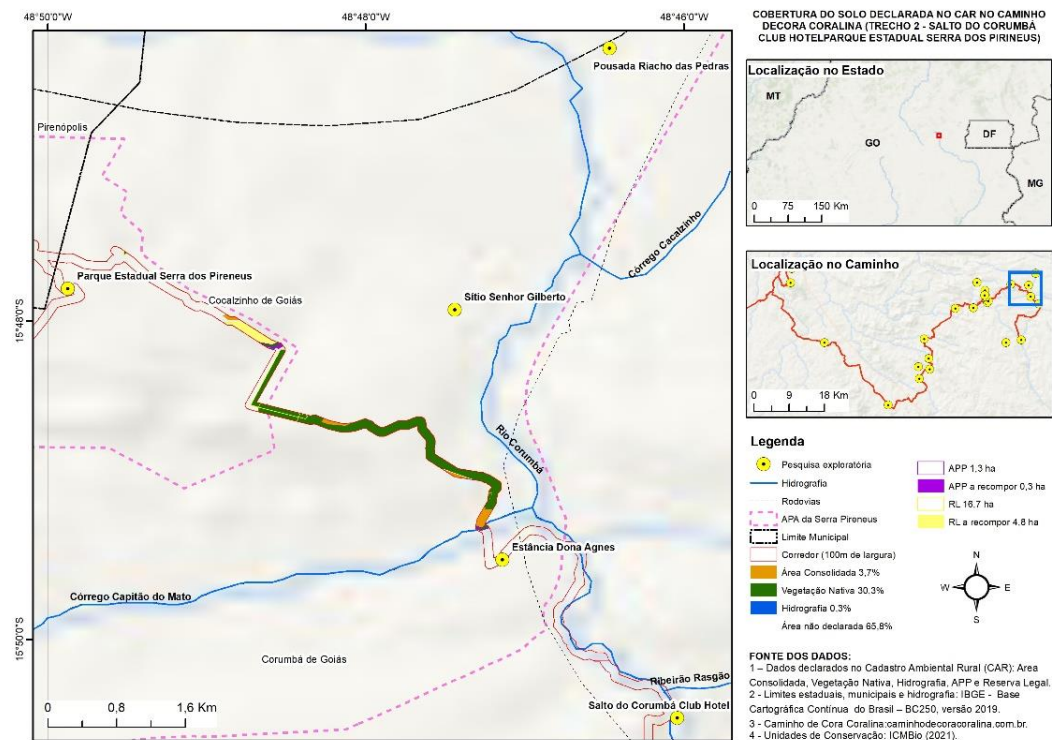 48°50'0"W
48°48'0"W
48°46'0"W
Pousada Riacho das Pedras
Pirenópolis
Córrego Cacalzinho
Parque Estadual Serra dos Pireneus
Cocalzinho de Goiás
Sítio Senhor Gilberto
15°48'0"S
Rio Corumbá
Estância Dona Agnes
Córrego Capitão do Mato
15°50'0"S
Corumbá de Goiás
Ribeirão Rasgão
Salto do Corumbá Club Hotel
0 0,8 1,6 Km
COBERTURA DO SOLO DECLARADA NO CAR NO CAMINHO
DECORA CORALINA (TRECHO 2 - SALTO DO CORUMBÁ
CLUB HOTELPARQUE ESTADUAL SERRA DOS PIRINEUS)
Localização no Estado
MT
GO
DF
MG
0 75 150 Km
Localização no Caminho
0 9 18 Km
Legenda
Pesquisa exploratória
Hidrografia
Rodovias
APA da Serra Pireneus
Limite Municipal
Corredor (100m de largura)
Área Consolidada 3,7%
Vegetação Nativa 30,3%
Hidrografia 0,3%
Área não declarada 65,8%
APP 1,3 ha
APP a recompor 0,3 ha
RL 16,7 ha
RL a recompor 4,8 ha
N
W E
S
FONTE DOS DADOS:
1 – Dados declarados no Cadastro Ambiental Rural (CAR): Area
Consolidada, Vegetação Nativa, Hidrografia, APP e Reserva Legal.
2 - Limites estaduais, municipais e hidrografia: IBGE - Base
Cartográfica Contínua do Brasil – BC250, versão 2019.
3 - Caminho de Cora Coralina:caminhodecoracoralina.com.br.
4 - Unidades de Conservação: ICMBio (2021).